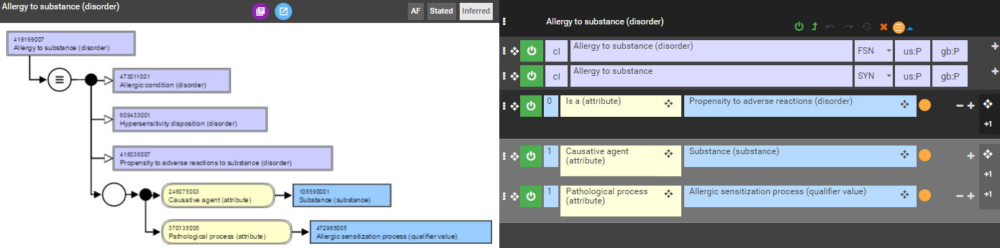 Allergy to substance (disorder)
AF
Stated
Inferred
419199007
Allergy to substance (disorder)
473011001
Allergic condition (disorder)
609433001
Hypersensitivity disposition (disorder)
418038007
Propensity to adverse reactions to substance (disorder)
246075003
Causative agent (attribute)
105590001
Substance (substance)
370135005
Pathological process (attribute)
472965005
Allergic sensitization process (qualifier value)
Allergy to substance (disorder)
cI
Allergy to substance (disorder)
FSN
us:P
gb:P
cI
Allergy to substance
SYN
us:P
gb:P
0
Is a (attribute)
Propensity to adverse reactions (disorder)
+1
1
Causative agent
(attribute)
Substance (substance)
+1
1
Pathological process
(attribute)
Allergic sensitization process (qualifier value)
+1